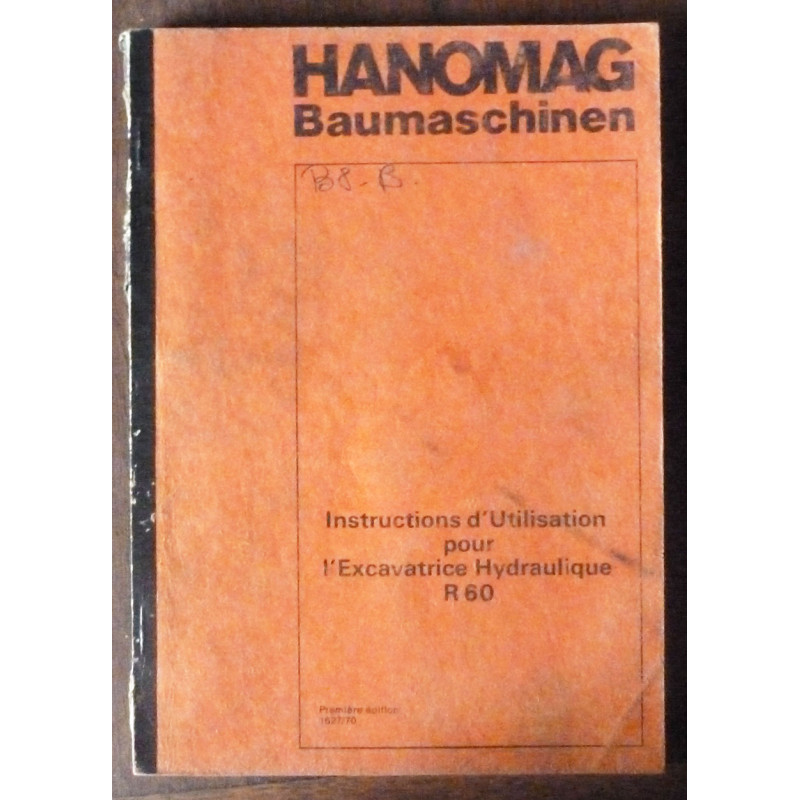 HANOMAG
Baumaschinen
B8-B.
Instructions d'Utilisation
pour
l'Excavatrice Hydraulique
R 60
Première édition